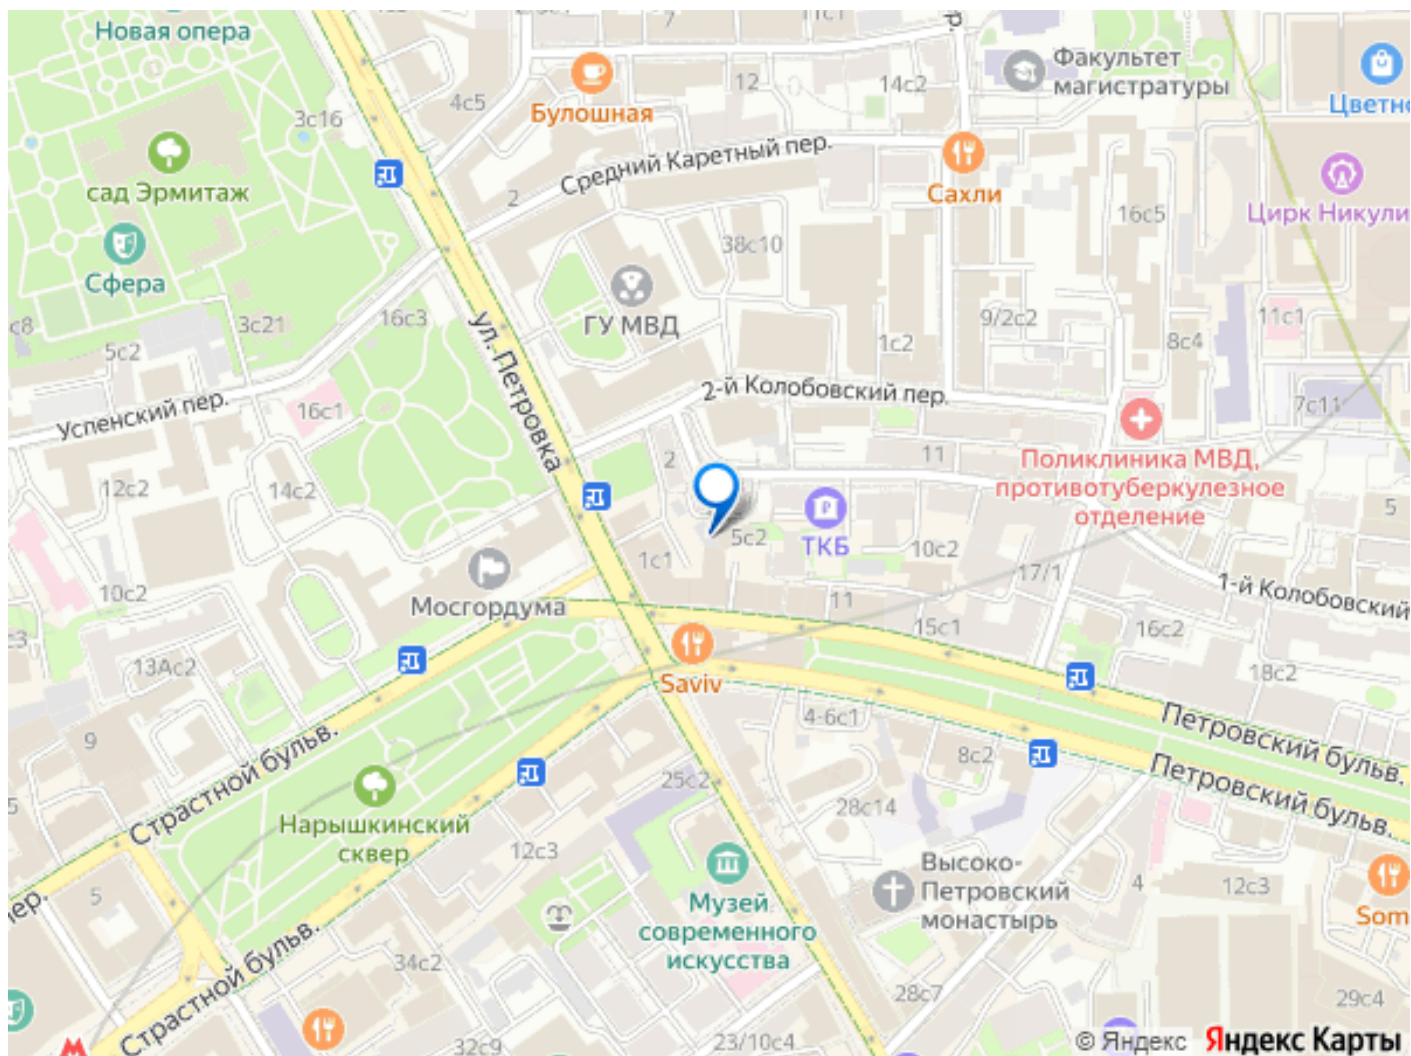 Новая опера
7
11с1
3с16
4с5
Булошная
12
14с2
Факультет
магистратуры
Средний Каретный пер.
сад Эрмитаж
2
Сахли
16с5
Цирк Никули
Сфера
38с10
ГУ МВД
3с21
16с3
5с2
9/2с2
11с1
1с2
8с4
ул. Петровка
Успенский пер.
16с1
2-й Колобовский пер.
7с11
2
11
Поликлиника МВД,
противотуберкулезное
отделение
12с2
14с2
5
5с2
ТКБ
10с2
1с1
17/1
1-й Колобовский
10с2
Мосгордума
11
15с1
16с2
13Ас2
Saviv
18с2
4-6с1
Петровский бульв.
9
8с2
Петровский бульв.
25с2
Страстной бульв.
Нарышкинский
сквер
28с14
12с3
Высоко-
Петровский
монастырь
4
12с3
5
Музей
современного
искусства
Страстной бульв.
34с2
28с7
29с4
32с9
23/10с4
© Яндекс Яндекс Карты